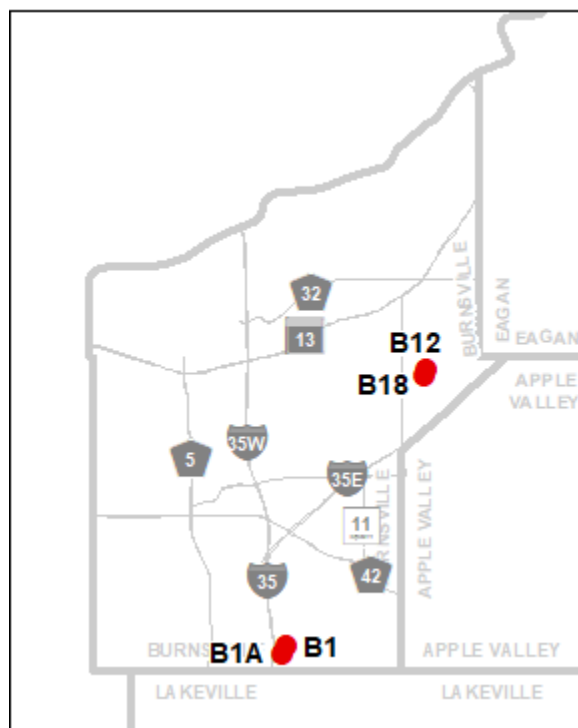 32
BURNSVILLE
EAGAN
13
B12
EAGAN
B18
APPLE
VALLEY
35W
5
35E
APPLE VALLEY
11
35
42
B1A
B1
APPLE VALLEY
LAKEVILLE
LAKEVILLE